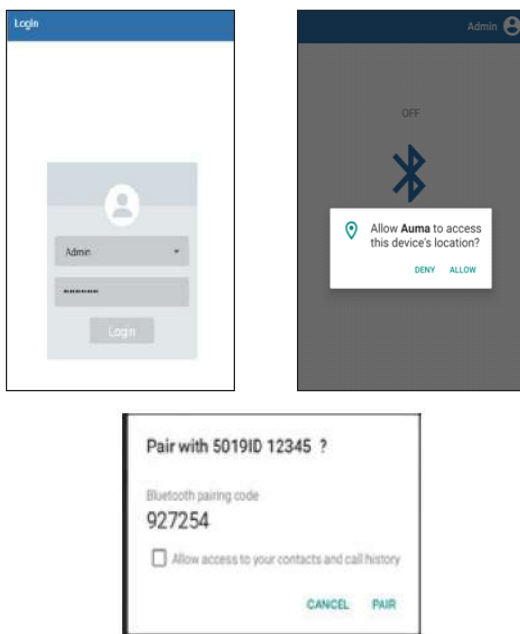 Login
Admin
Login
Admin
OFF
Allow Auma to access
this device's location?
DENY ALLOW
Pair with 5019ID 12345 ?
Bluetooth pairing code
927254
Allow access to your contacts and call history
CANCEL PAIR